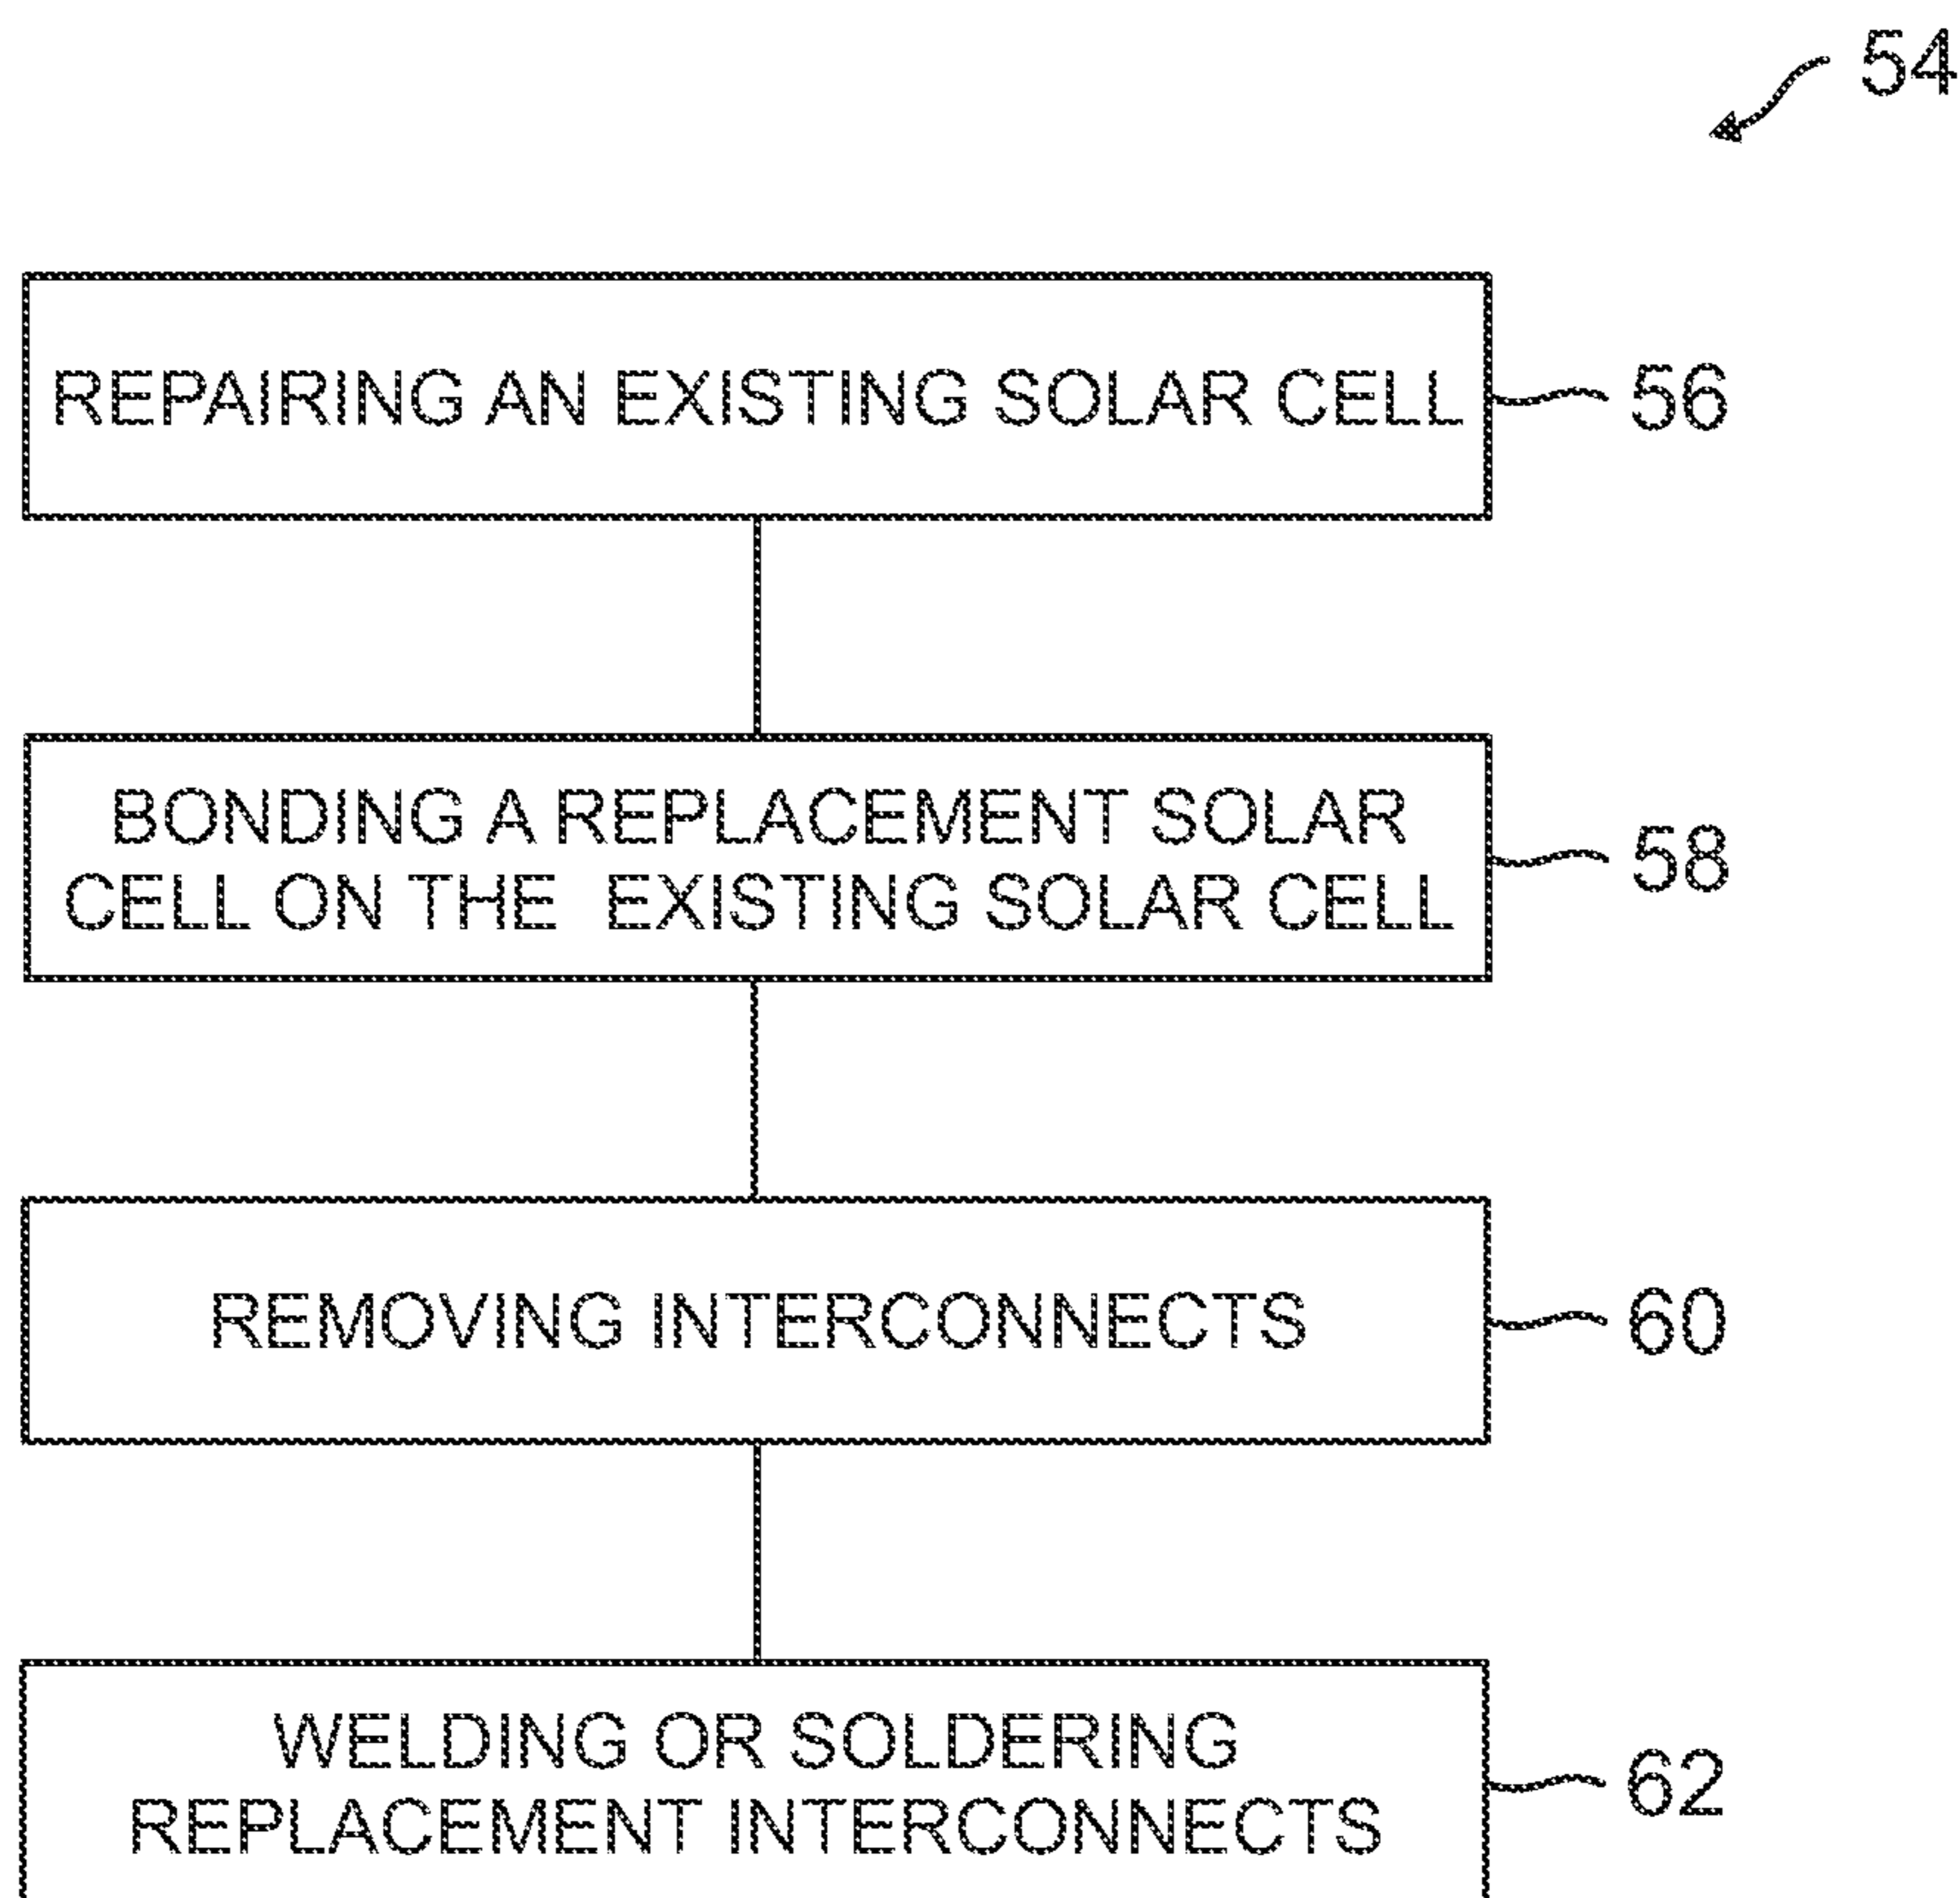 54
REPAIRING AN EXISTING SOLAR CELL
56
BONDING A REPLACEMENT SOLAR
CELL ON THE EXISTING SOLAR CELL
58
REMOVING INTERCONNECTS
60
WELDING OR SOLDERING
REPLACEMENT INTERCONNECTS
62